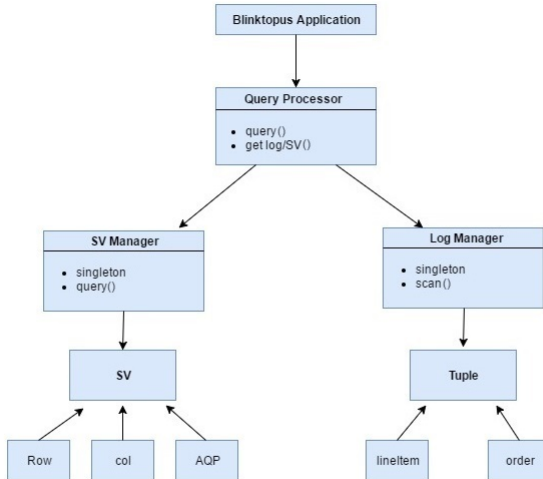 Blinktopus Application
Query Processor
• query()
• get log/SV()
SV Manager
• singleton
• query()
Log Manager
• singleton
• scan()
SV
Tuple
Row
col
AQP
lineItem
order